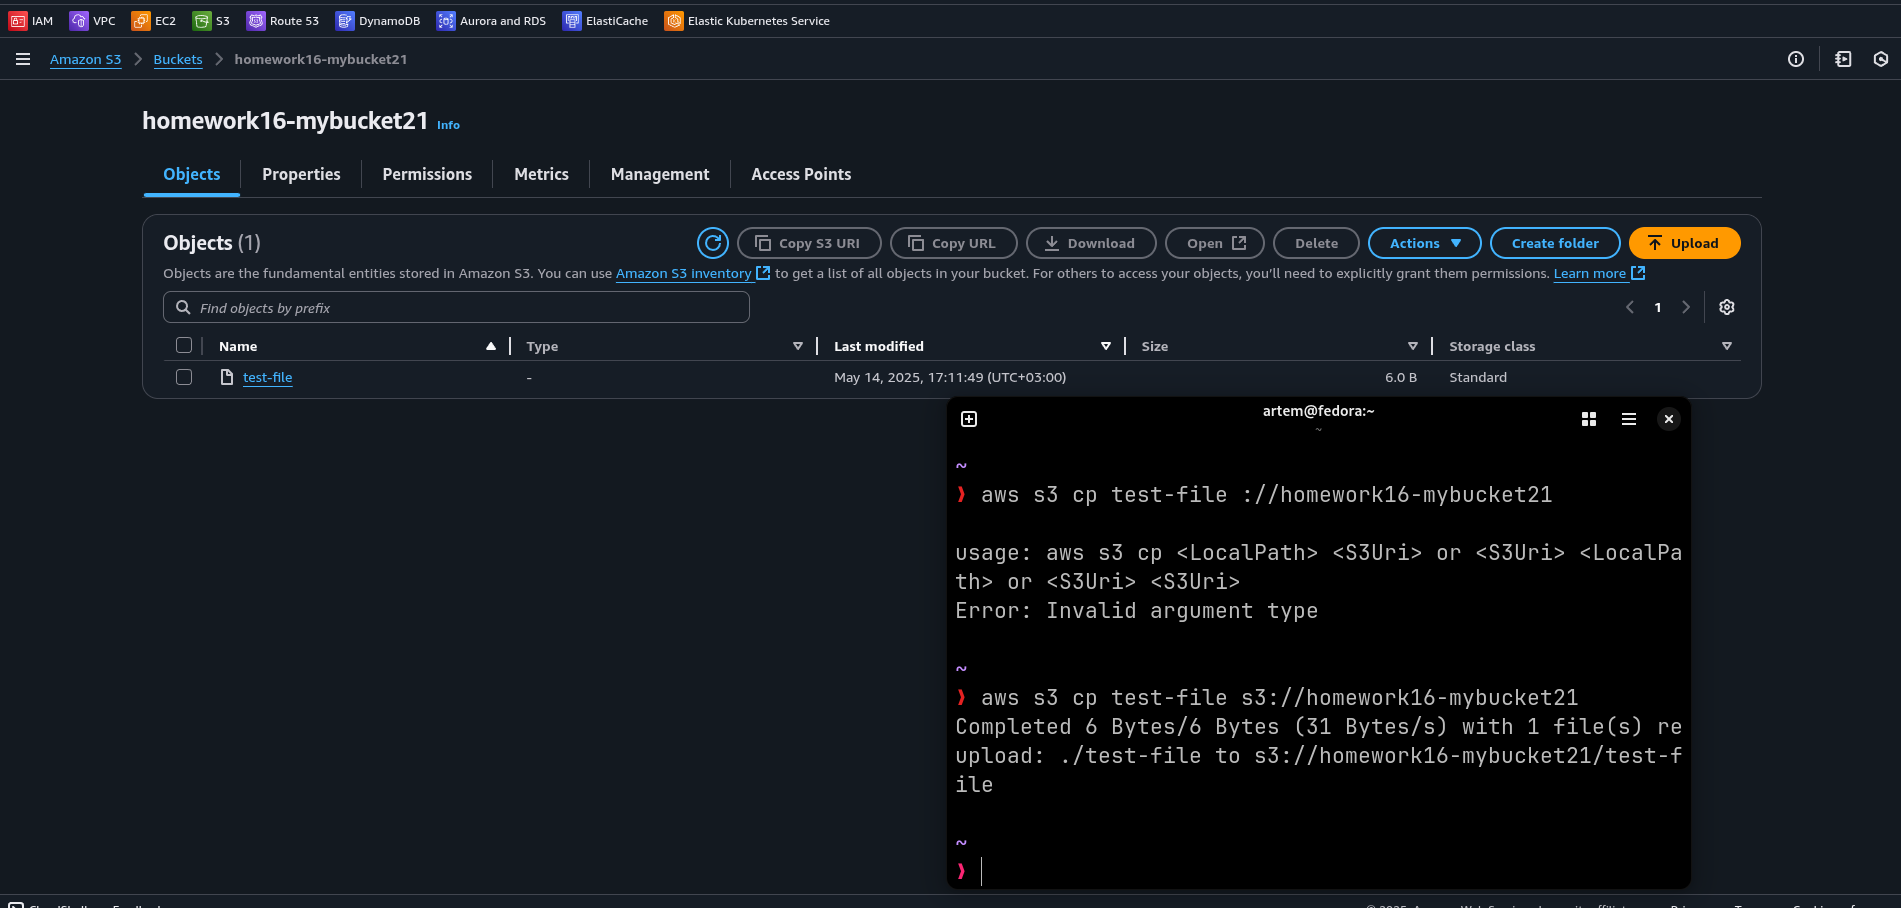 IAM VPC EC2 S3 Route 53 DynamoDB Aurora and RDS ElastiCache Elastic Kubernetes Service
Amazon S3 Buckets homework16-mybucket21
homework16-mybucket21 Info
Objects Properties Permissions Metrics Management Access Points
Objects (1) Copy S3 URI Copy URL Download Open Delete Actions Create folder Upload
Objects are the fundamental entities stored in Amazon S3. You can use Amazon S3 inventory to get a list of all objects in your bucket. For others to access your objects, you'll need to explicitly grant them permissions. Learn more
Find objects by prefix 1
Name Type Last modified Size Storage class
test-file - May 14, 2025, 17:11:49 (UTC+03:00) 6.0 B Standard
artem@fedora:~
~
~
❯ aws s3 cp test-file ://homework16-mybucket21
usage: aws s3 cp <LocalPath> <S3Uri> or <S3Uri> <LocalPa
th> or <S3Uri> <S3Uri>
Error: Invalid argument type
~
❯ aws s3 cp test-file s3://homework16-mybucket21
Completed 6 Bytes/6 Bytes (31 Bytes/s) with 1 file(s) re
upload: ./test-file to s3://homework16-mybucket21/test-f
ile
~
❯